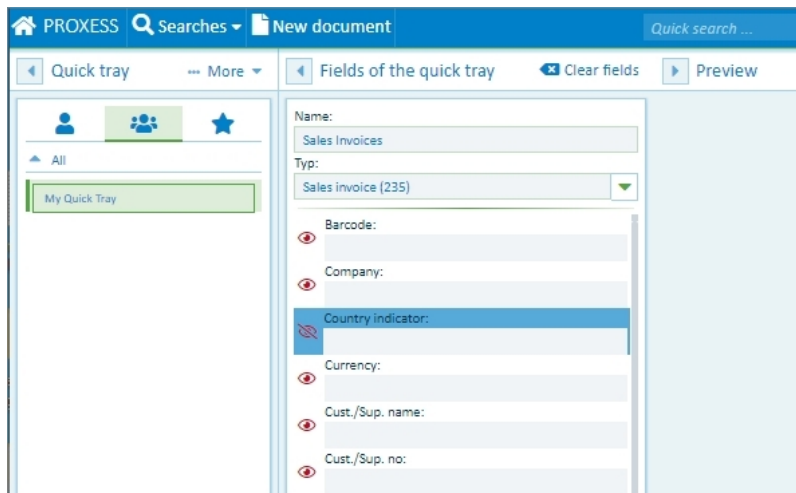 PROXESS Searches New document Quick search ...
Quick tray ... More Fields of the quick tray Clear fields Preview
All
My Quick Tray
Name:
Sales Invoices
Typ:
Sales invoice (235)
Barcode:
Company:
Country indicator:
Currency:
Cust./Sup. name:
Cust./Sup. no: